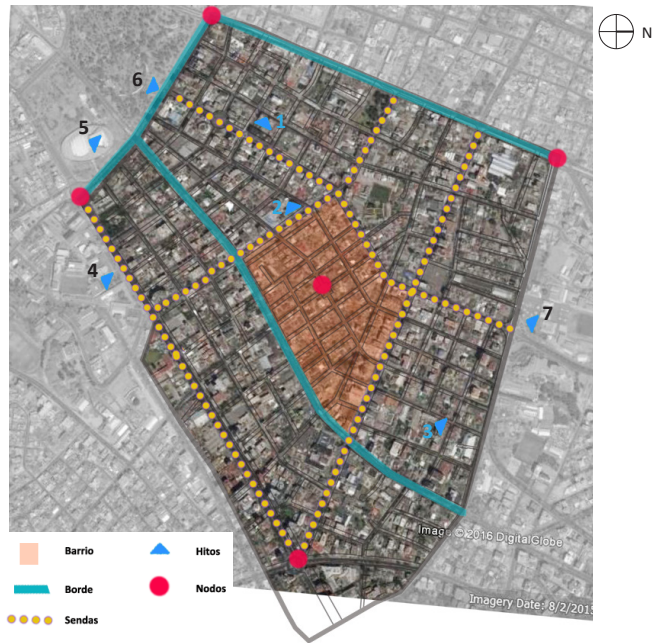 N
6
1
5
2
4
7
3
Image © 2016 DigitalGlobe
Imagery Date: 8/2/2015
Barrio
Hitos
Borde
Nodos
Sendas